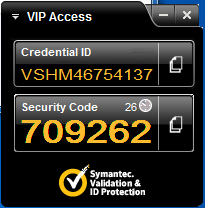 VIP Access
Credential ID
VSHM46754137
Security Code 26
709262
Symantec.
Validation &
ID Protection